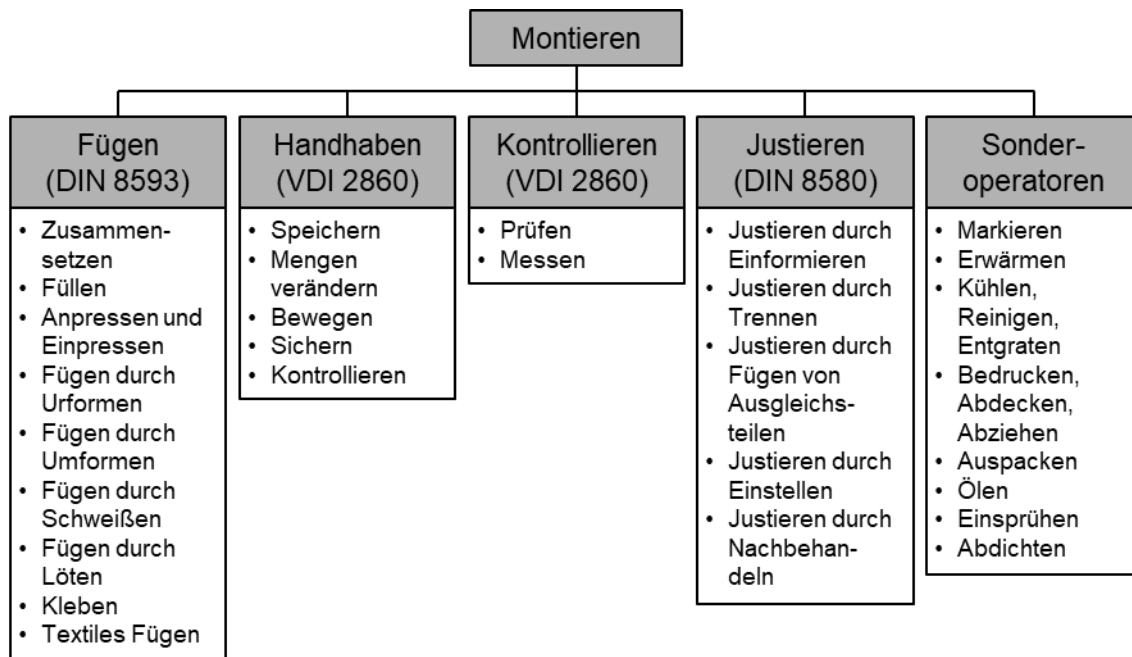 Montieren
Fügen
(DIN 8593)
• Zusammen-
setzen
• Füllen
• Anpressen und
Einpressen
• Fügen durch
Urformen
• Fügen durch
Umformen
• Fügen durch
Schweißen
• Fügen durch
Löten
• Kleben
• Textiles Fügen
Handhaben
(VDI 2860)
• Speichern
• Mengen
verändern
• Bewegen
• Sichern
• Kontrollieren
Kontrollieren
(VDI 2860)
• Prüfen
• Messen
Justieren
(DIN 8580)
• Justieren durch
Einformieren
• Justieren durch
Trennen
• Justieren durch
Fügen von
Ausgleichs-
teilen
• Justieren durch
Einstellen
• Justieren durch
Nachbehan-
deln
Sonder-
operatoren
• Markieren
• Erwärmen
• Kühlen,
Reinigen,
Entgraten
• Bedrucken,
Abdecken,
Abziehen
• Auspacken
• Ölen
• Einsprühen
• Abdichten